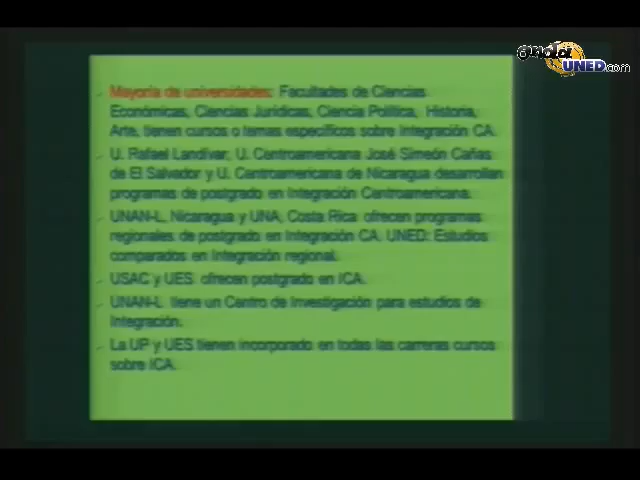 onda
UNED.com
Mayoría de universidades: Facultades de Ciencias
Económicas, Ciencias Jurídicas, Ciencia Política, Historia,
Arte, tienen cursos o temas específicos sobre Integración CA.
U. Rafael Landívar, U. Centroamericana José Simeón Cañas
de El Salvador y U. Centroamericana de Nicaragua desarrollan
programas de postgrado en Integración Centroamericana.
UNAN-L, Nicaragua y UNA, Costa Rica ofrecen programas
regionales de postgrado en Integración CA. UNED: Estudios
comparados en Integración regional.
USAC y UES ofrecen postgrado en ICA.
UNAN-L tiene un Centro de Investigación para estudios de
Integración.
La UP y UES tienen incorporado en todas las carreras cursos
sobre ICA.